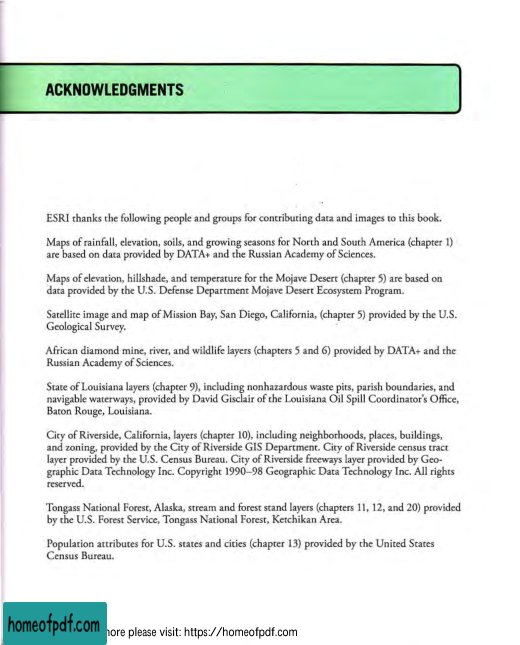 ACKNOWLEDGMENTS
ESRI thanks the following people and groups for contributing data and images to this book.
Maps of rainfall, elevation, soils, and growing seasons for North and South America (chapter 1)
are based on data provided by DATA+ and the Russian Academy of Sciences.
Maps of elevation, hillshade, and temperature for the Mojave Desert (chapter 5) are based on
data provided by the U.S. Defense Department Mojave Desert Ecosystem Program.
Satellite image and map of Mission Bay, San Diego, California, (chapter 5) provided by the U.S.
Geological Survey.
African diamond mine, river, and wildlife layers (chapters 5 and 6) provided by DATA+ and the
Russian Academy of Sciences.
State of Louisiana layers (chapter 9), including nonhazardous waste pits, parish boundaries, and
navigable waterways, provided by David Gisclair of the Louisiana Oil Spill Coordinator's Office,
Baton Rouge, Louisiana.
City of Riverside, California, layers (chapter 10), including neighborhoods, places, buildings,
and zoning, provided by the City of Riverside GIS Department. City of Riverside census tract
layer provided by the U.S. Census Bureau. City of Riverside freeways layer provided by Geo-
graphic Data Technology Inc. Copyright 1990–98 Geographic Data Technology Inc. All rights
reserved.
Tongass National Forest, Alaska, stream and forest stand layers (chapters 11, 12, and 20) provided
by the U.S. Forest Service, Tongass National Forest, Ketchikan Area.
Population attributes for U.S. states and cities (chapter 13) provided by the United States
Census Bureau.
homeofpdf.com
more please visit: https://homeofpdf.com